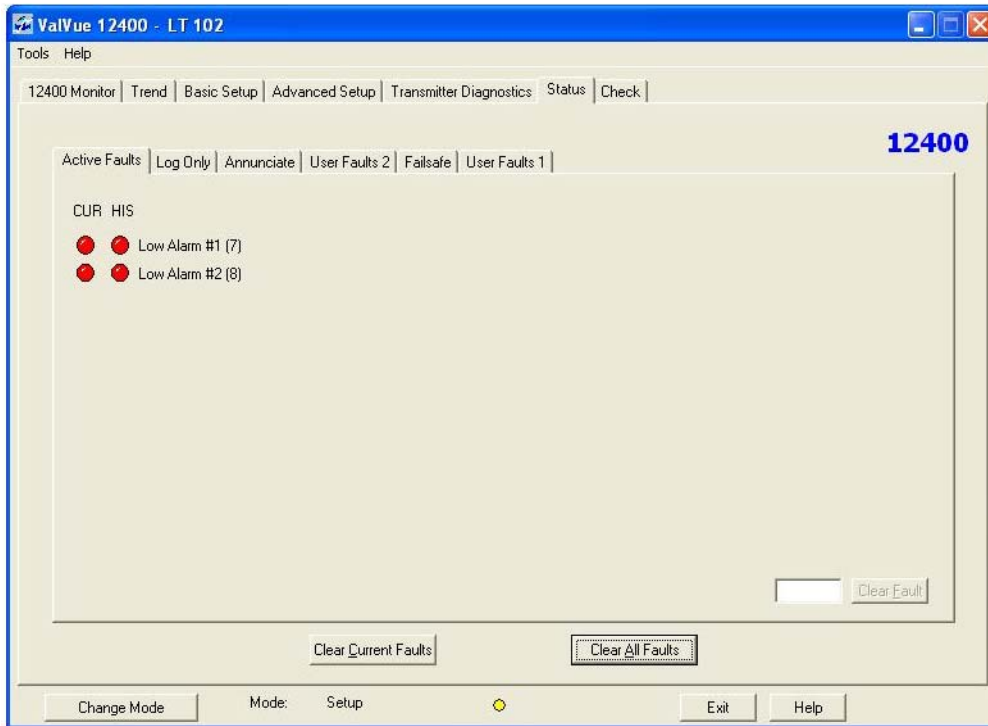 ValVue 12400 - LT 102
Tools Help
12400 Monitor Trend Basic Setup Advanced Setup Transmitter Diagnostics Status Check
12400
Active Faults Log Only Annunciate User Faults 2 Failsafe User Faults 1
CUR HIS
Low Alarm #1 (7)
Low Alarm #2 (8)
Clear Fault
Clear Current Faults Clear All Faults
Change Mode Mode: Setup Exit Help